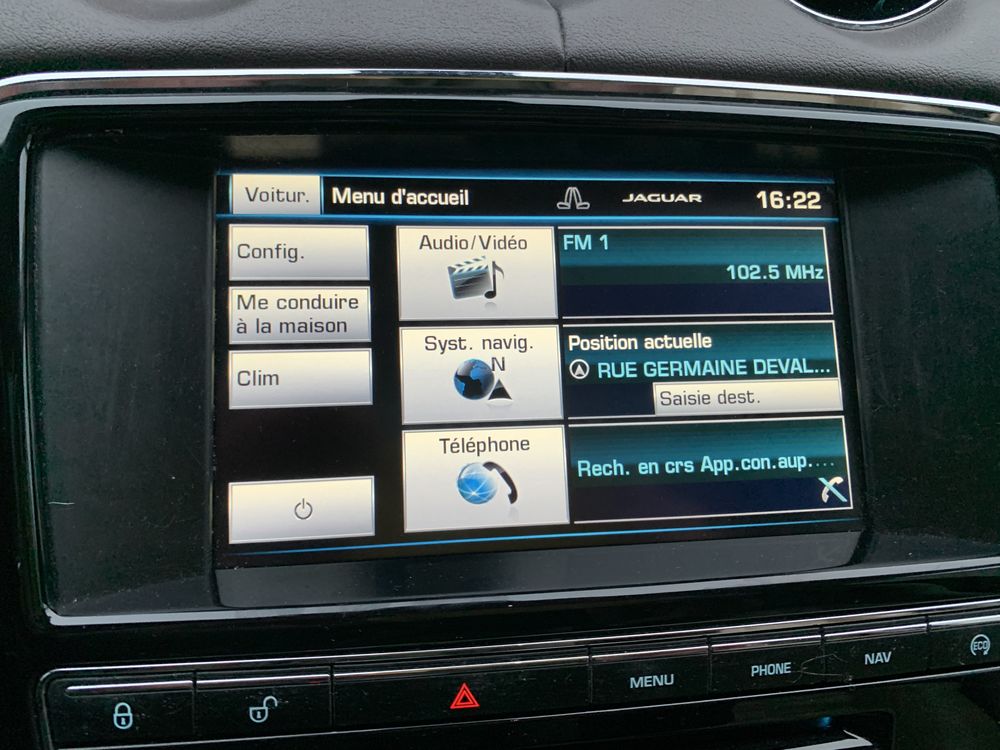 Voitur. Menu d'accueil JAGUAR 16:22
Config.
Me conduire
à la maison
Clim
Audio/Vidéo
FM 1
102.5 MHz
Syst. navig.
N
Position actuelle
RUE GERMAINE DEVAL...
Saisie dest.
Téléphone
Rech. en crs App.con.aup....
MENU PHONE NAV ECO